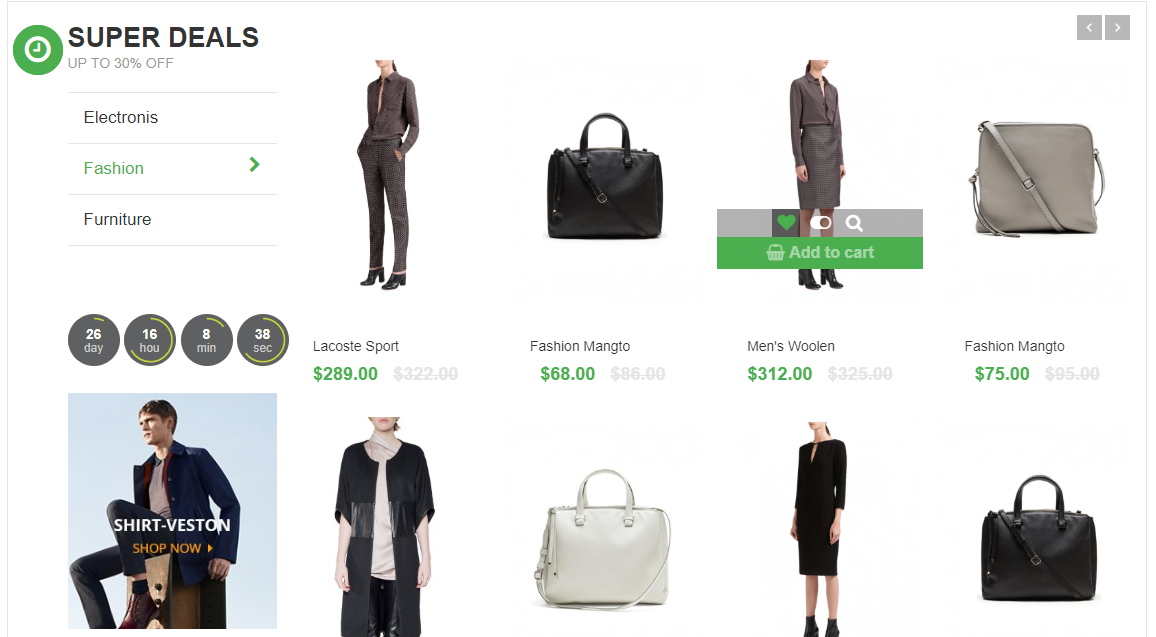 SUPER DEALS
UP TO 30% OFF
Electronis
Fashion
Furniture
26
day
16
hou
8
min
38
sec
SHIRT-VESTON
SHOP NOW
Add to cart
Lacoste Sport
$289.00 $322.00
Fashion Mangto
$68.00 $86.00
Men's Woolen
$312.00 $325.00
Fashion Mangto
$75.00 $95.00